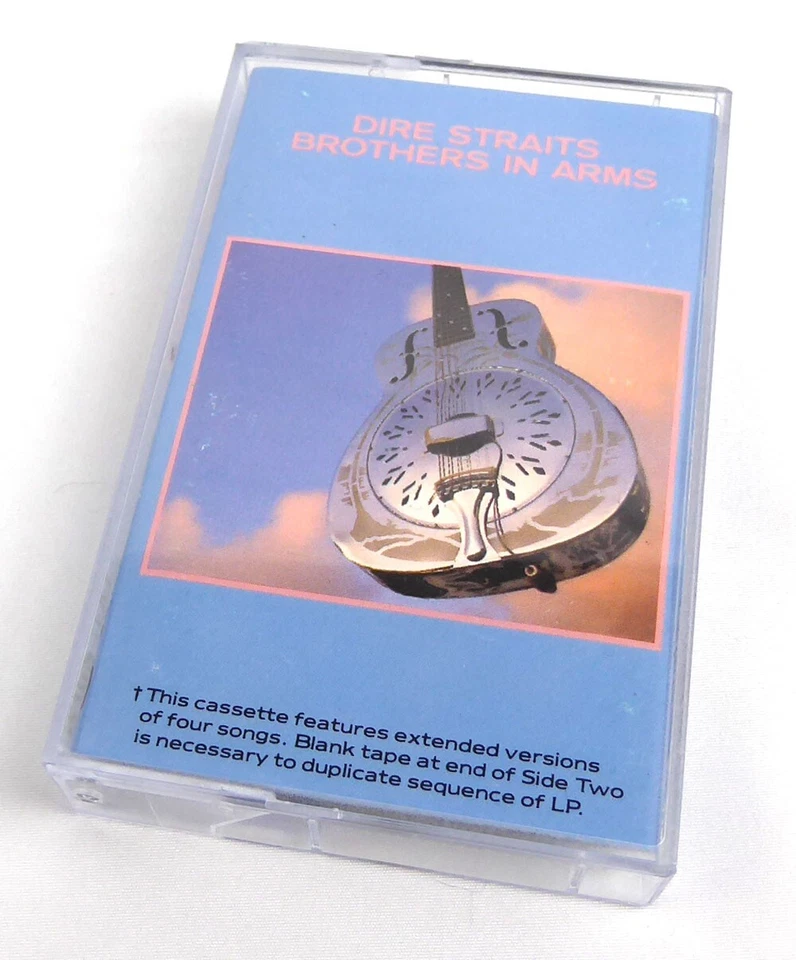 DIRE STRAITS
BROTHERS IN ARMS
† This cassette features extended versions
of four songs. Blank tape at end of Side Two
is necessary to duplicate sequence of LP.